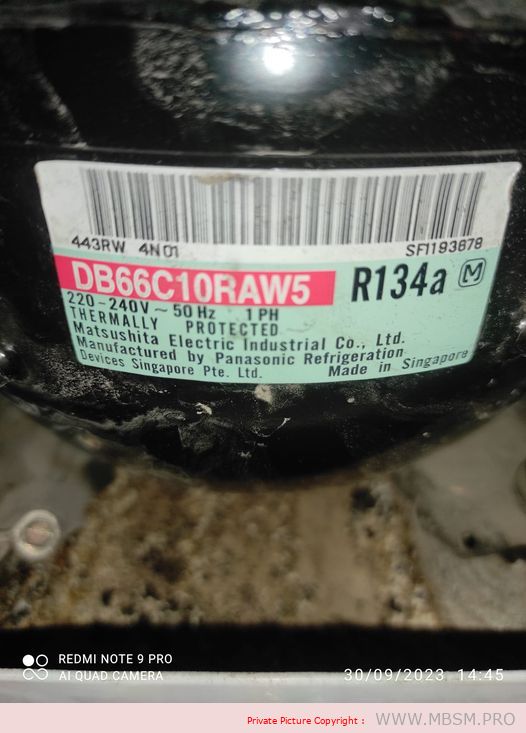 443RW 4N01 SF1193678
DB66C10RAW5 R134a M
220-240V~50Hz 1PH
THERMALLY PROTECTED
Matsushita Electric Industrial Co., Ltd.
Manufactured by Panasonic Refrigeration
Devices Singapore Pte. Ltd. Made in Singapore
REDMI NOTE 9 PRO
AI QUAD CAMERA
30/09/2023 14:45
Private Picture Copyright : WWW.MBSM.PRO